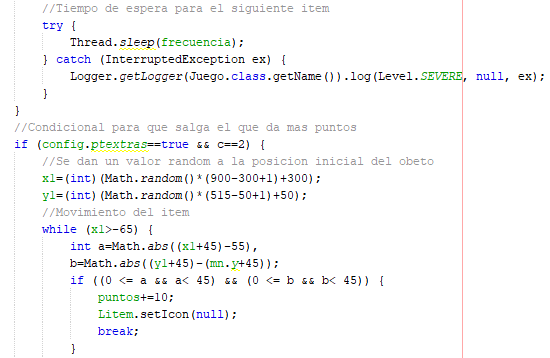 //Tiempo de espera para el siguiente item
try {
Thread.sleep(frecuencia);
} catch (InterruptedException ex) {
Logger.getLogger(Juego.class.getName()).log(Level.SEVERE, null, ex);
}
}
//Condicional para que salga el que da mas puntos
if (config.ptextras==true && c==2) {
//Se dan un valor random a la posicion inicial del obeto
x1=(int)(Math.random()*(900-300+1)+300);
y1=(int)(Math.random()*(515-50+1)+50);
//Movimiento del item
while (x1>-65) {
int a=Math.abs((x1+45)-55),
b=Math.abs((y1+45)-(mn.y+45));
if ((0 <= a && a< 45) && (0 <= b && b< 45)) {
puntos+=10;
Litem.setIcon(null);
break;
}